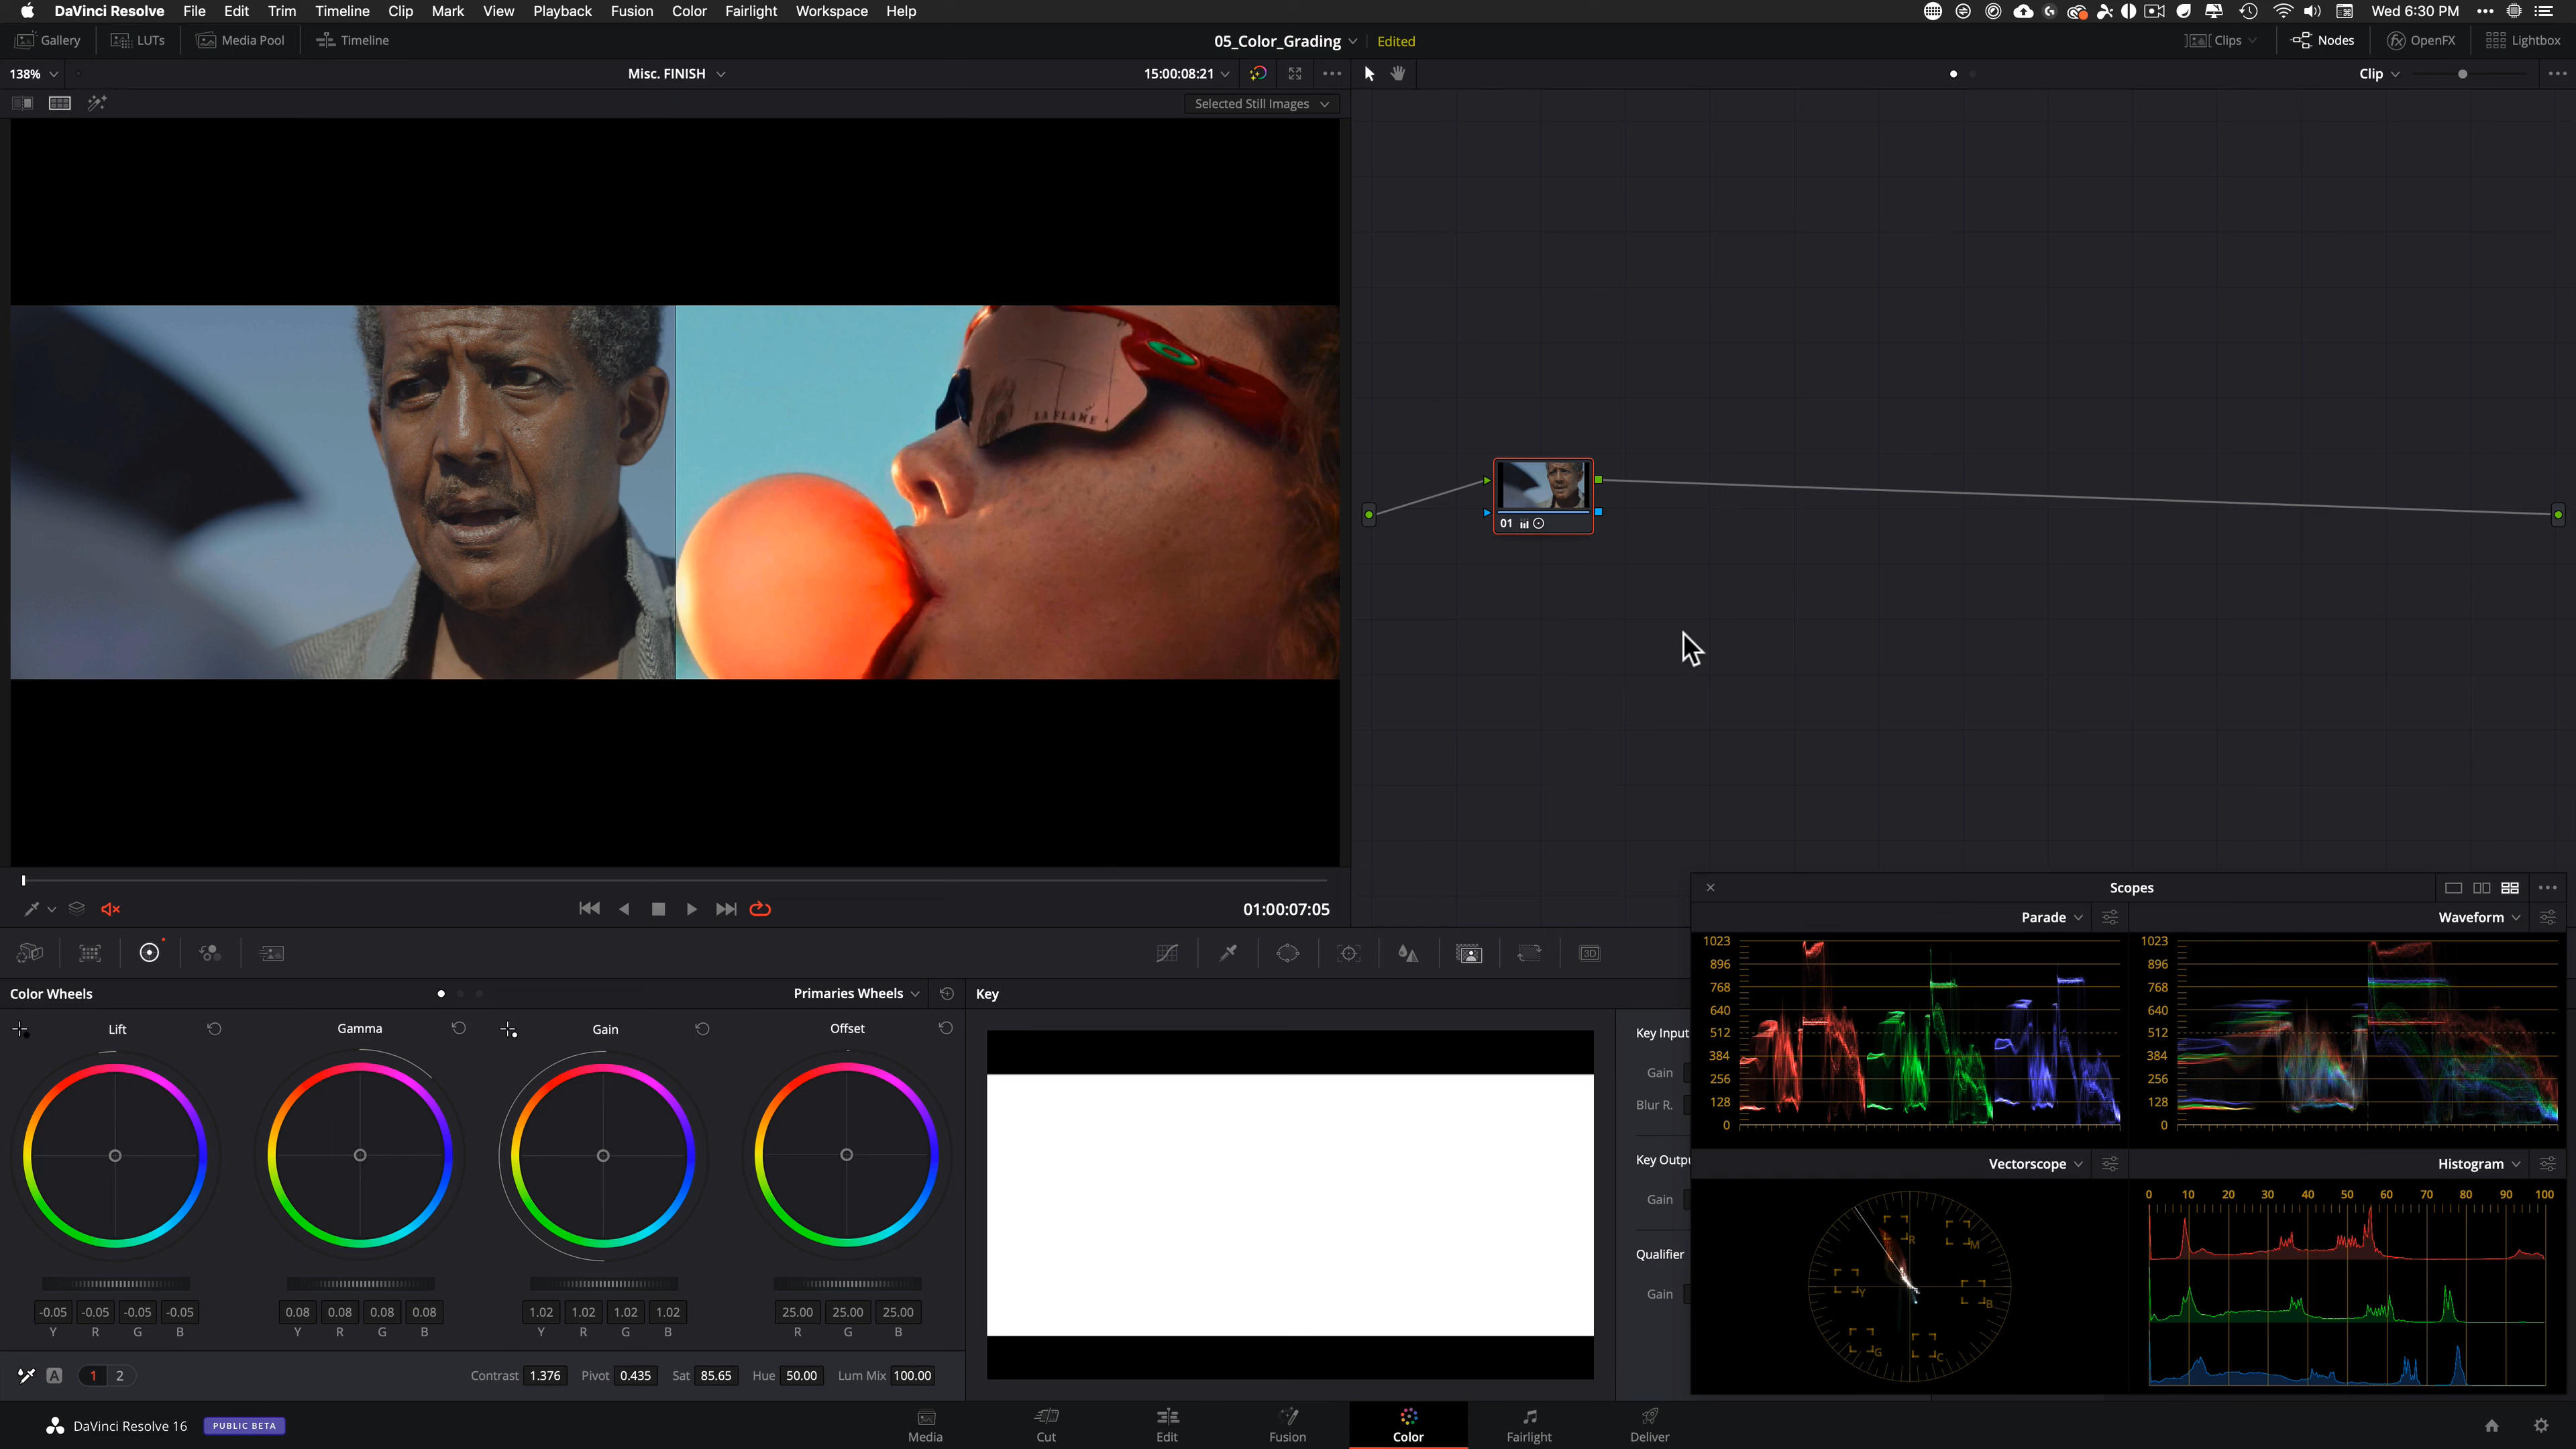 DaVinci Resolve File Edit Trim Timeline Clip Mark View Playback Fusion Color Fairlight Workspace Help Wed 6:30 PM
Gallery LUTs Media Pool Timeline 05_Color_Grading Edited Clips Nodes OpenFX Lightbox
138% Misc. FINISH 15:00:08:21 Clip
Selected Still Images
LA FLAME
01
01:00:07:05
Scopes
Parade Waveform
1023 1023
896 896
768 768
640 640
512 512
384 384
256 256
128 128
0 0
3D
Color Wheels Primaries Wheels Key
Lift Gamma Gain Offset
Key Input
Gain
Blur R.
Key Outpu
Gain
Qualifier
Gain
Vectorscope Histogram
0 10 20 30 40 50 60 70 80 90 100
R M Y B G C
-0.05 -0.05 -0.05 -0.05 0.08 0.08 0.08 0.08 1.02 1.02 1.02 1.02 25.00 25.00 25.00
Y R G B Y R G B Y R G B R G B
A 1 2 Contrast 1.376 Pivot 0.435 Sat 85.65 Hue 50.00 Lum Mix 100.00
DaVinci Resolve 16 PUBLIC BETA
Media Cut Edit Fusion Color Fairlight Deliver